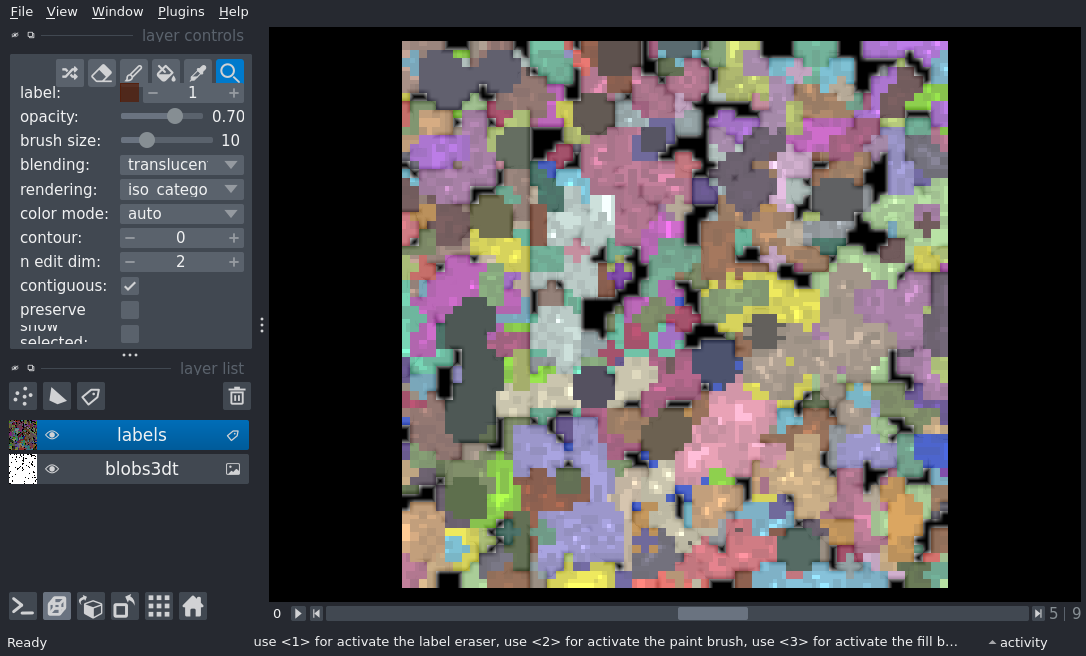 File View Window Plugins Help
layer controls
label: − 1 +
opacity: 0.70
brush size: 10
blending: translucen
rendering: iso catego
color mode: auto
contour: − 0 +
n edit dim: − 2 +
contiguous:
preserve
show
selected:
layer list
labels
blobs3dt
0 5 | 9
Ready use <1> for activate the label eraser, use <2> for activate the paint brush, use <3> for activate the fill b... activity